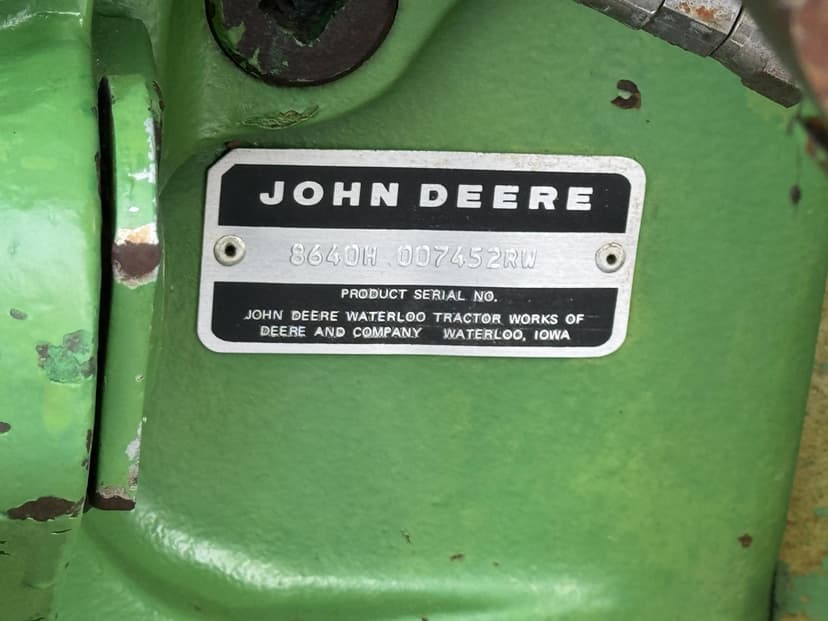 JOHN DEERE
8640H 007452RW
PRODUCT SERIAL NO.
JOHN DEERE WATERLOO TRACTOR WORKS OF
DEERE AND COMPANY WATERLOO, IOWA